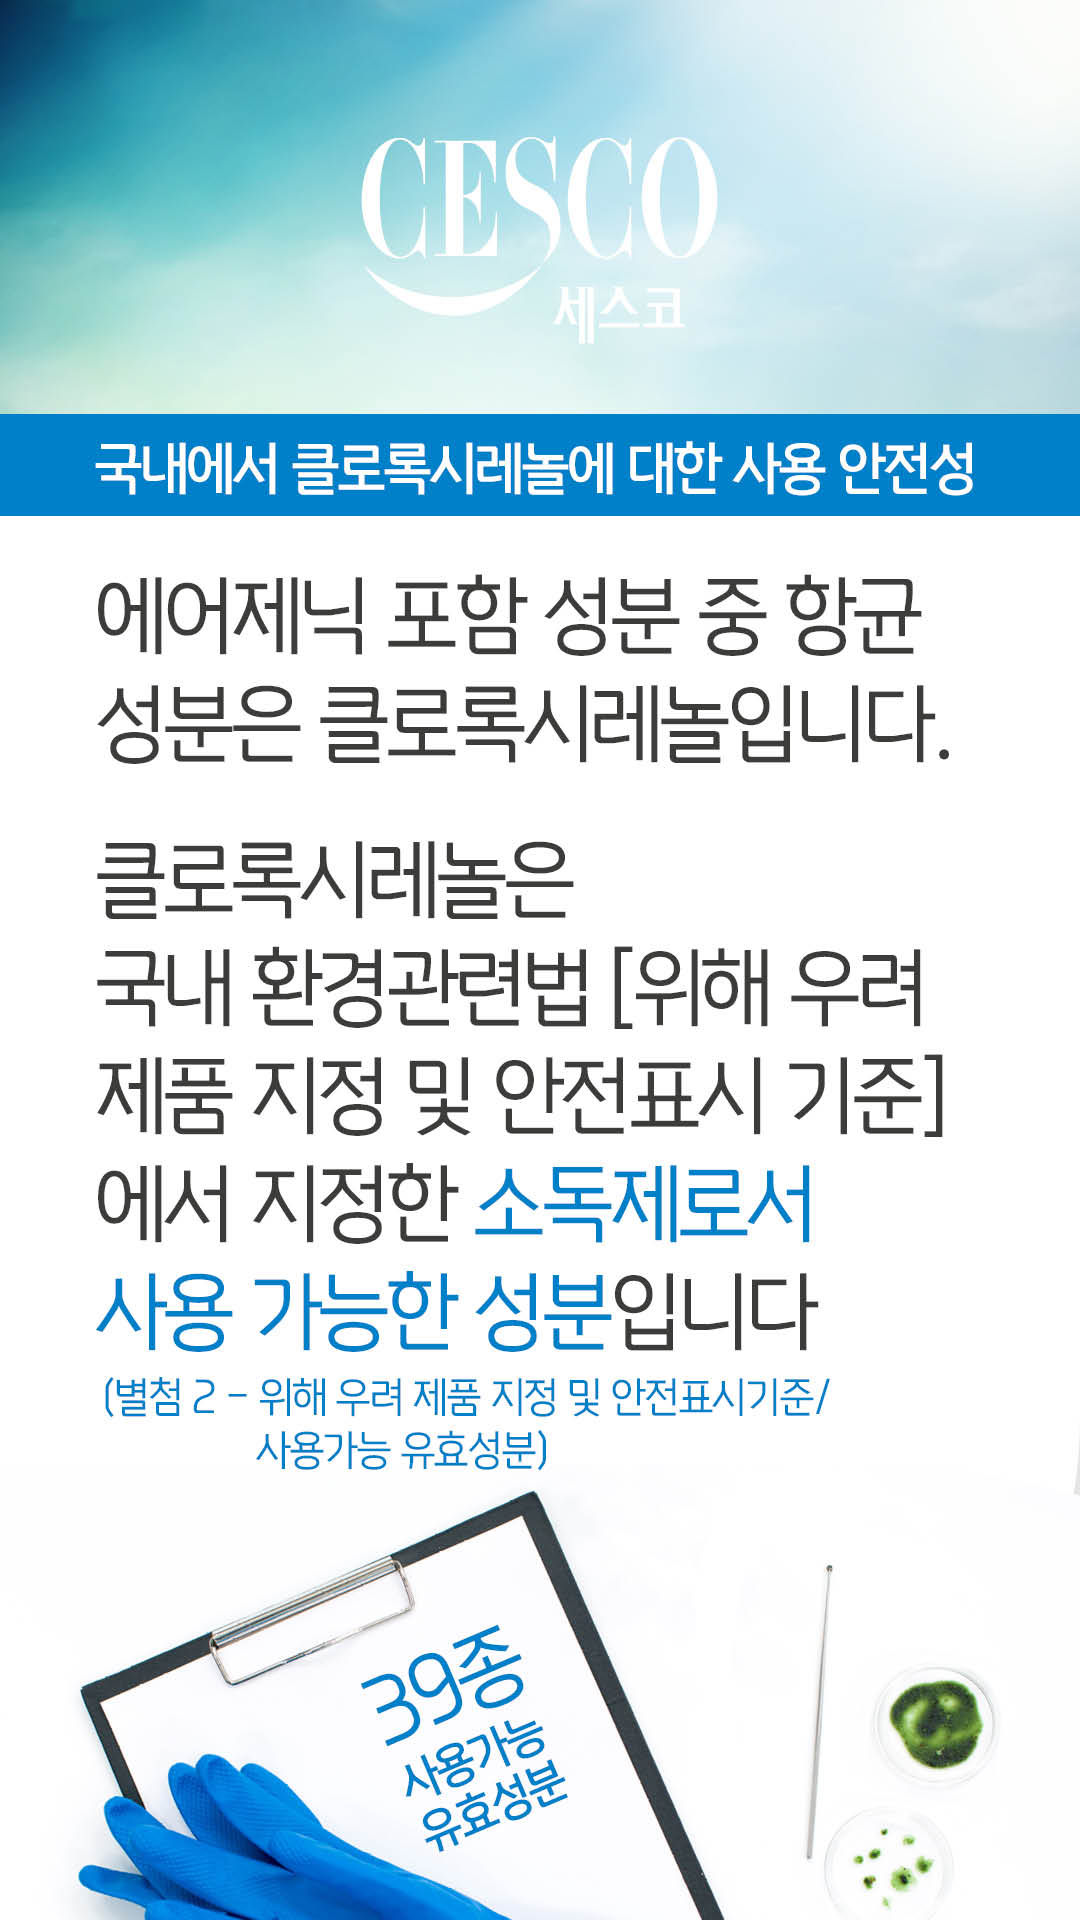 CESCO
세스코
국내에서 클로록시레놀에 대한 사용 안전성
에어제닉 포함 성분 중 항균
성분은 클로록시레놀입니다.
클로록시레놀은
국내 환경관련법 [위해 우려
제품 지정 및 안전표시 기준]
에서 지정한 소독제로서
사용 가능한 성분입니다
(별첨 2 - 위해 우려 제품 지정 및 안전표시기준/
사용가능 유효성분)
39종
사용가능
유효성분